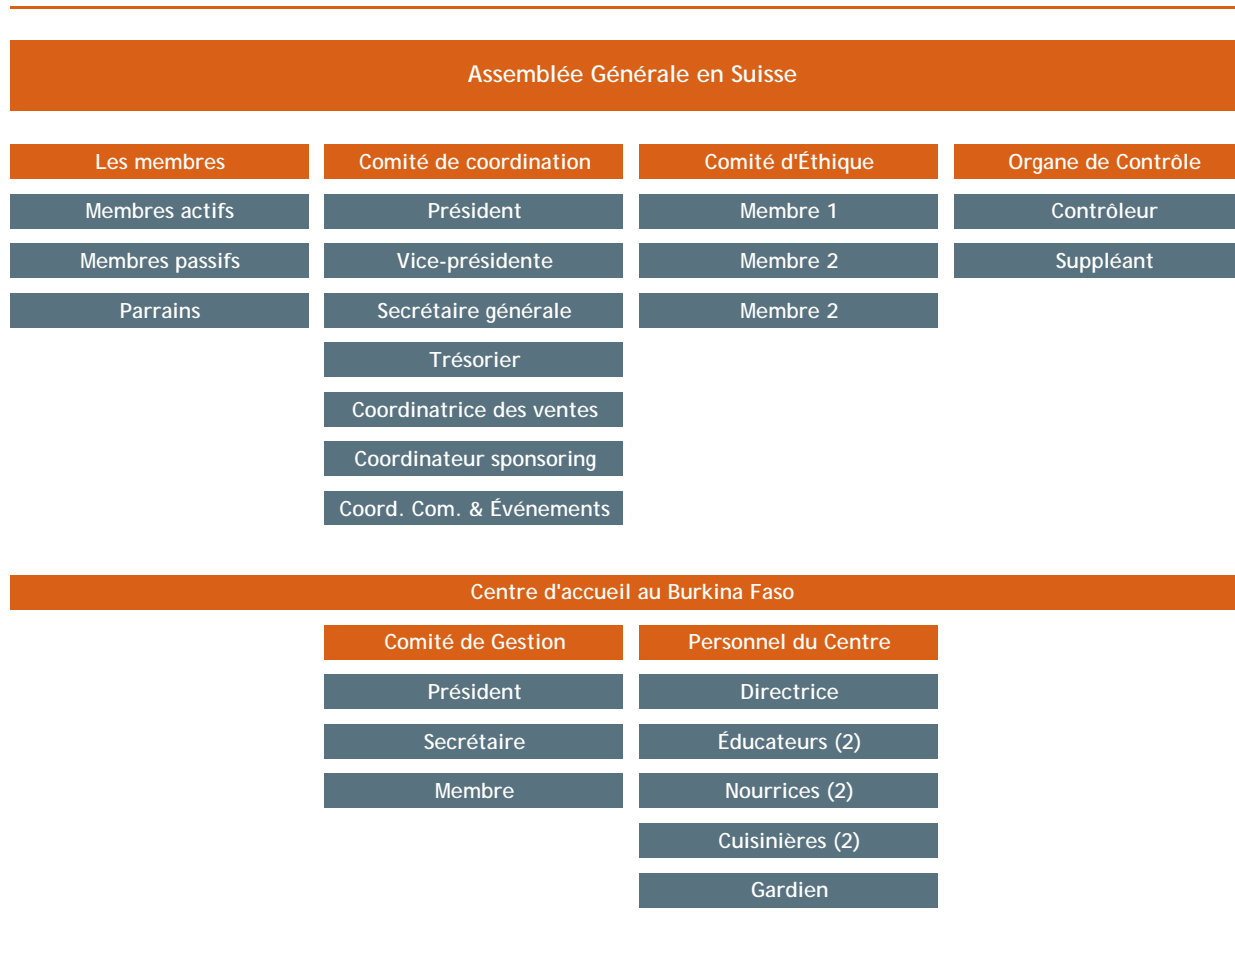 Assemblée Générale en Suisse
Les membres
Comité de coordination
Comité d'Éthique
Organe de Contrôle
Membres actifs
Président
Membre 1
Contrôleur
Membres passifs
Vice-présidente
Membre 2
Suppléant
Parrains
Secrétaire générale
Membre 2
Trésorier
Coordinatrice des ventes
Coordinateur sponsoring
Coord. Com. & Événements
Centre d'accueil au Burkina Faso
Comité de Gestion
Personnel du Centre
Président
Directrice
Secrétaire
Éducateurs (2)
Membre
Nourrices (2)
Cuisinières (2)
Gardien